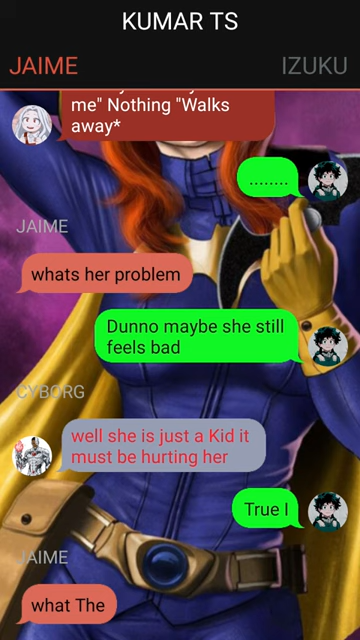 KUMAR TS
JAIME
IZUKU
me" Nothing "Walks
away*
........
JAIME
whats her problem
Dunno maybe she still
feels bad
CYBORG
well she is just a Kid it
must be hurting her
True I
JAIME
what The